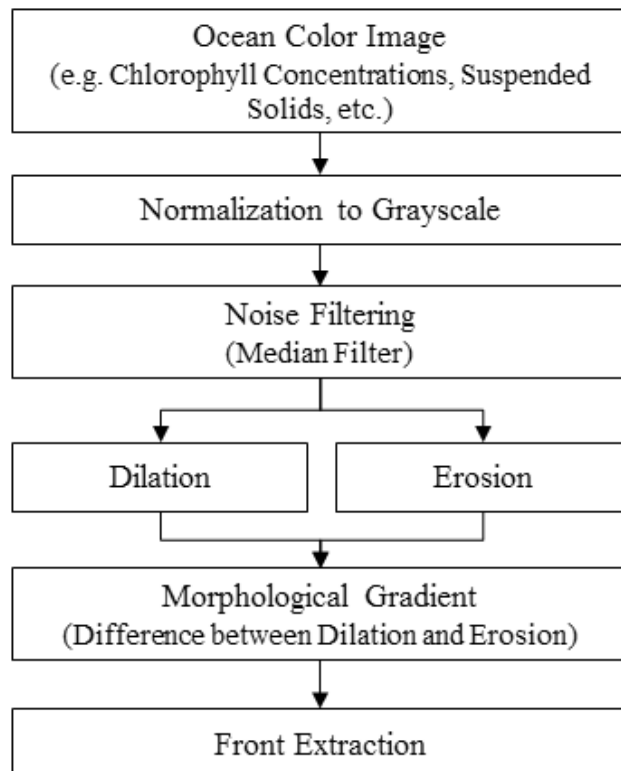 Ocean Color Image
(e.g. Chlorophyll Concentrations, Suspended
Solids, etc.)
Normalization to Grayscale
Noise Filtering
(Median Filter)
Dilation
Erosion
Morphological Gradient
(Difference between Dilation and Erosion)
Front Extraction